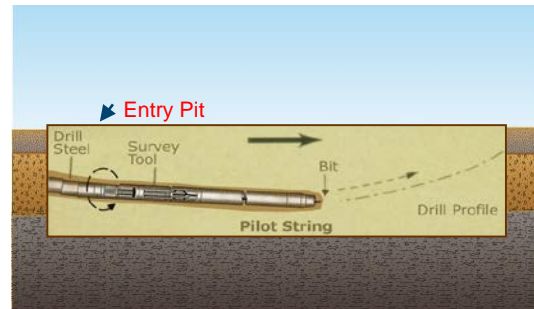 Entry Pit
Drill
Steel
Survey
Tool
Bit
Drill Profile
Pilot String